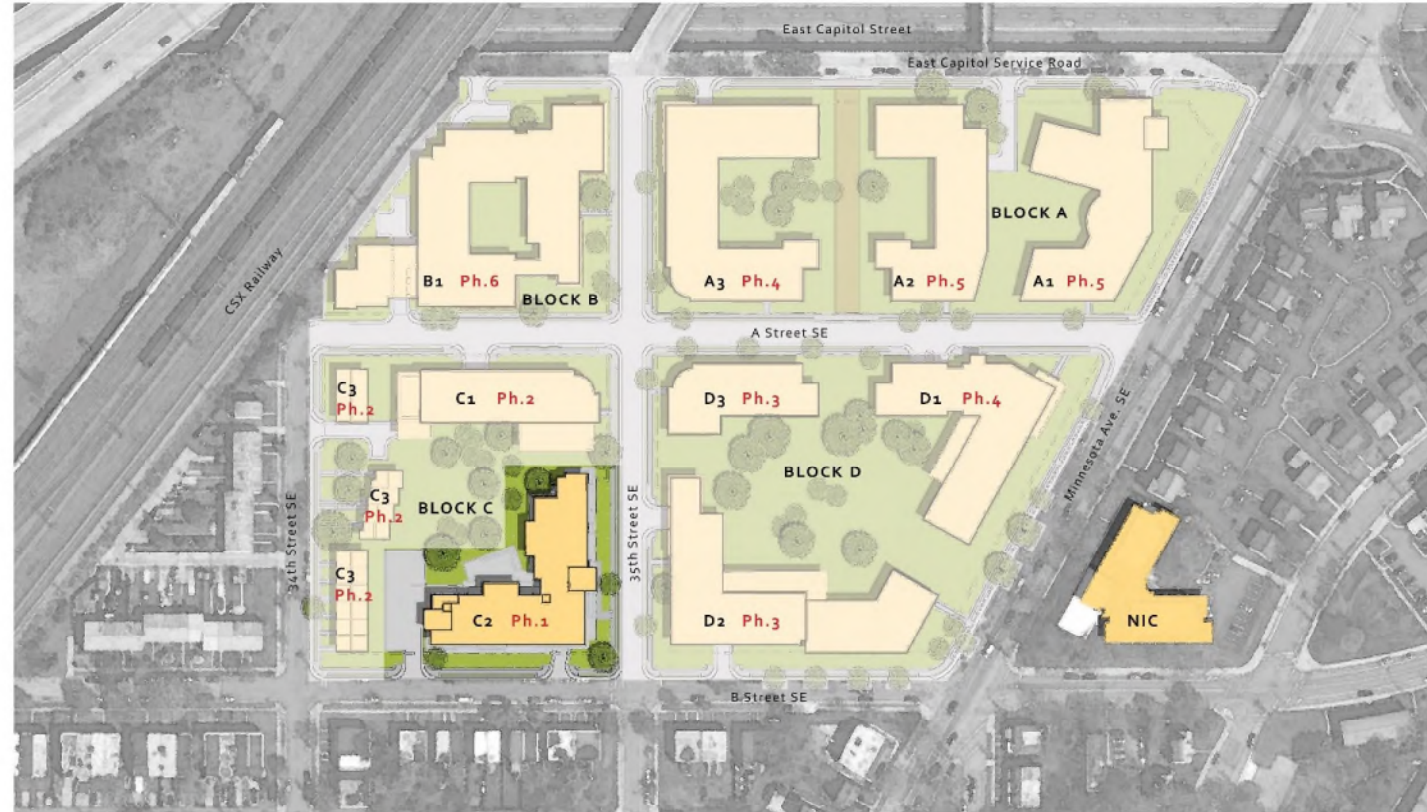 East Capitol Street
East Capitol Service Road
BLOCK A
CSX Railway
B1 Ph.6
BLOCK B
A3 Ph.4
A2 Ph.5
A1 Ph.5
A Street SE
C3
Ph.2
C1 Ph.2
D3 Ph.3
D1 Ph.4
BLOCK D
Minnesota Ave. SE
C3
Ph.2
BLOCK C
34th Street SE
35th Street SE
C3
Ph.2
C2 Ph.1
D2 Ph.3
NIC
B Street SE